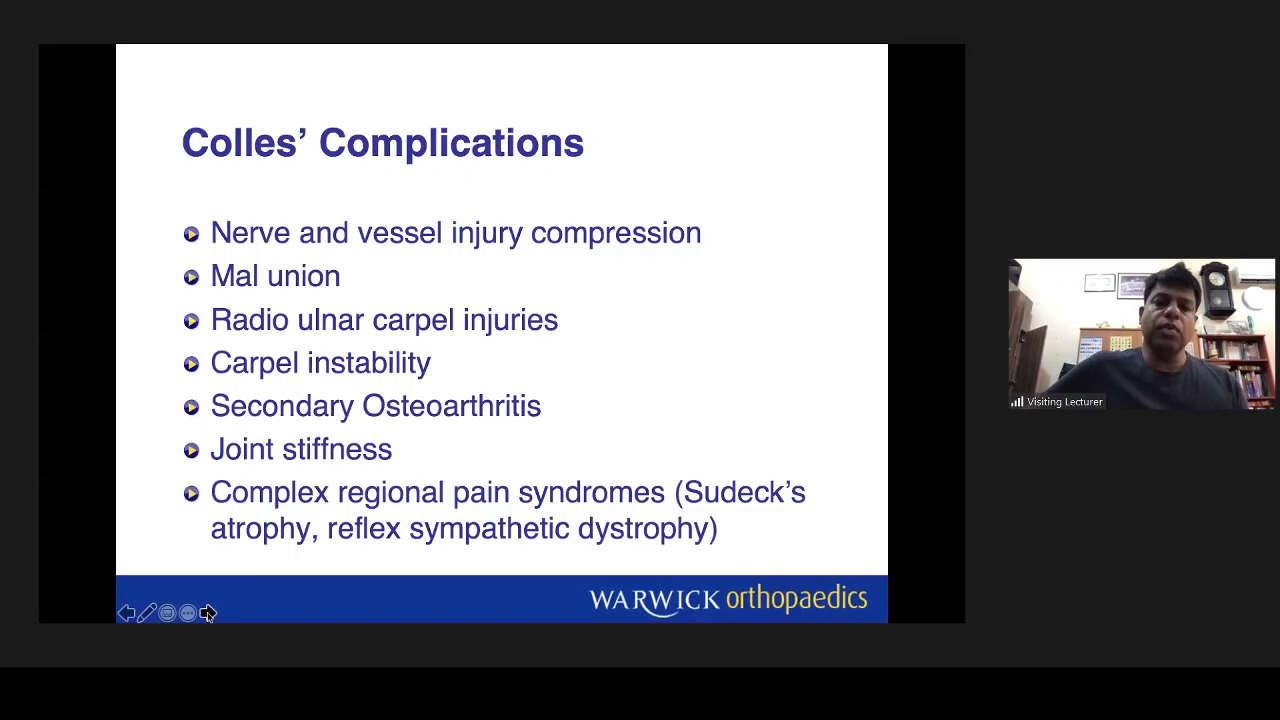 Colles’ Complications
Nerve and vessel injury compression
Mal union
Radio ulnar carpel injuries
Carpel instability
Secondary Osteoarthritis
Joint stiffness
Complex regional pain syndromes (Sudeck’s
atrophy, reflex sympathetic dystrophy)
WARWICK orthopaedics
Visiting Lecturer